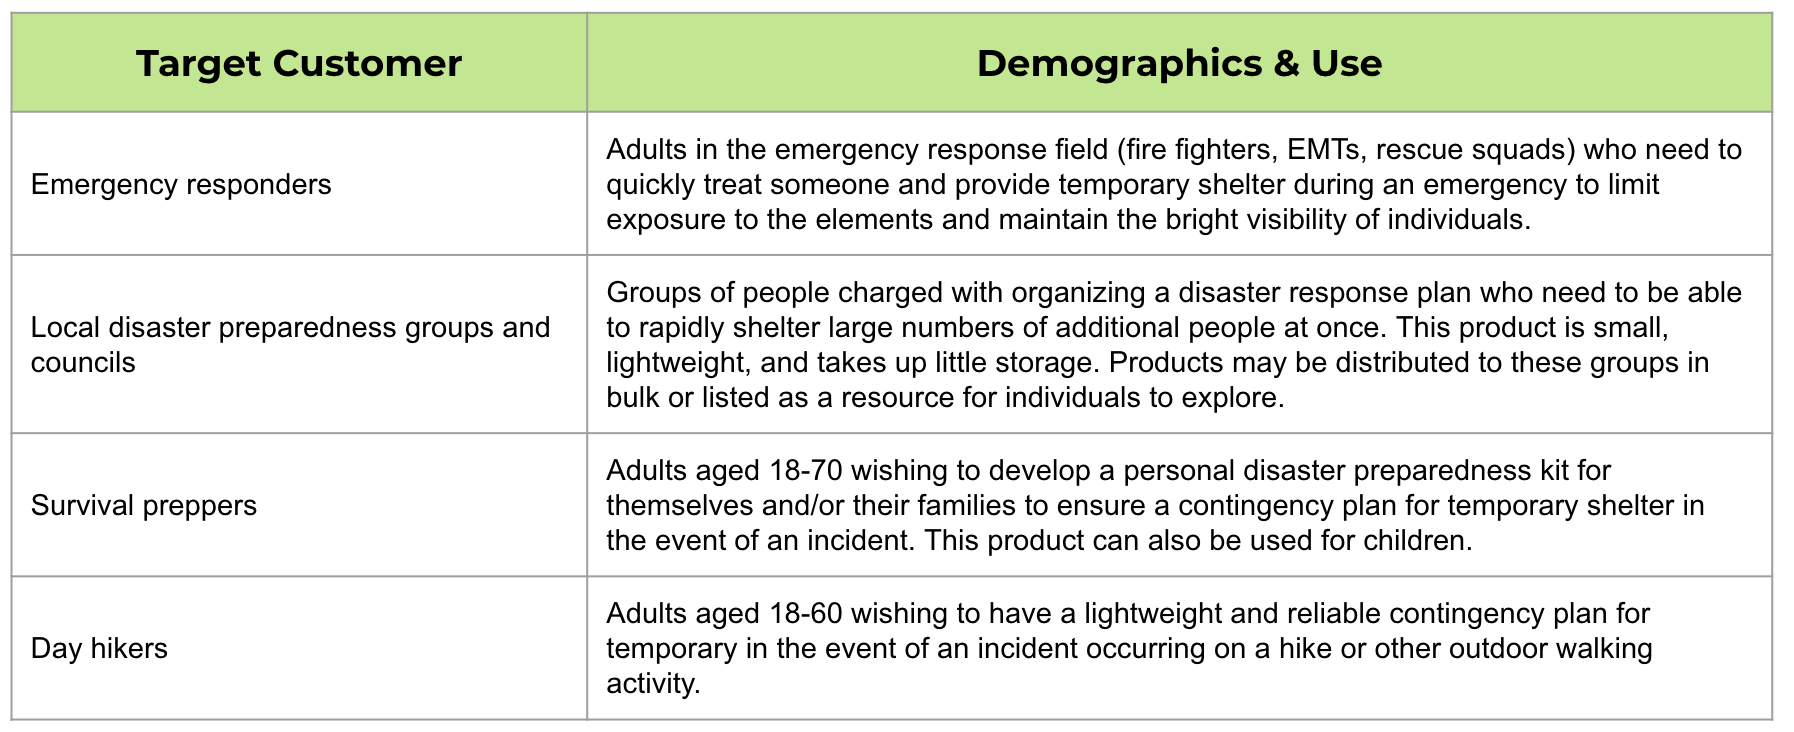 Target Customer
Demographics & Use
Emergency responders
Adults in the emergency response field (fire fighters, EMTs, rescue squads) who need to
quickly treat someone and provide temporary shelter during an emergency to limit
exposure to the elements and maintain the bright visibility of individuals.
Local disaster preparedness groups and
councils
Groups of people charged with organizing a disaster response plan who need to be able
to rapidly shelter large numbers of additional people at once. This product is small,
lightweight, and takes up little storage. Products may be distributed to these groups in
bulk or listed as a resource for individuals to explore.
Survival preppers
Adults aged 18-70 wishing to develop a personal disaster preparedness kit for
themselves and/or their families to ensure a contingency plan for temporary shelter in
the event of an incident. This product can also be used for children.
Day hikers
Adults aged 18-60 wishing to have a lightweight and reliable contingency plan for
temporary in the event of an incident occurring on a hike or other outdoor walking
activity.